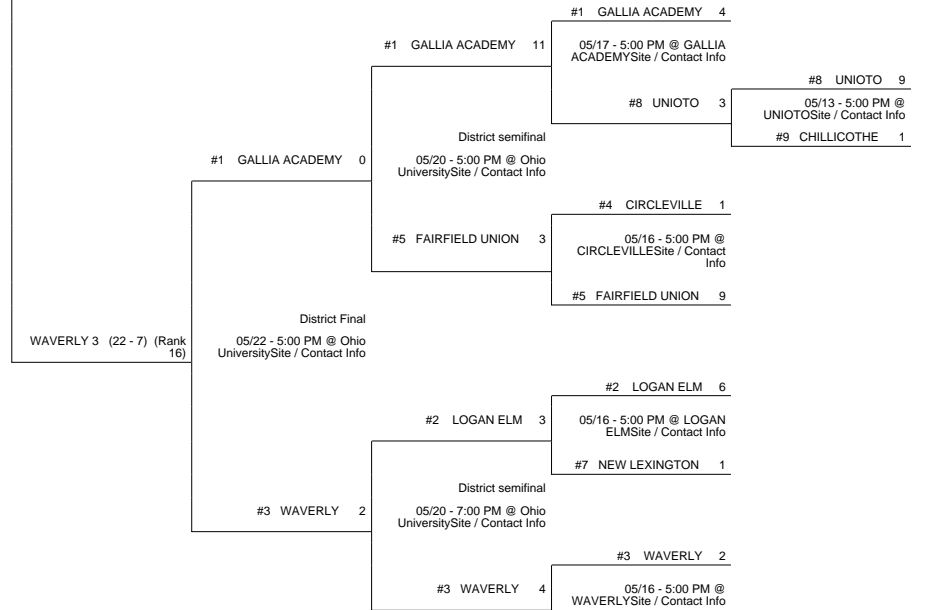 #1 GALLIA ACADEMY 4
#1 GALLIA ACADEMY 11
05/17 - 5:00 PM @ GALLIA
ACADEMYSite / Contact Info
#8 UNIOTO 9
#8 UNIOTO 3
05/13 - 5:00 PM @
UNIOTOSite / Contact Info
#9 CHILLICOTHE 1
District semifinal
#1 GALLIA ACADEMY 0
05/20 - 5:00 PM @ Ohio
UniversitySite / Contact Info
#4 CIRCLEVILLE 1
#5 FAIRFIELD UNION 3
05/16 - 5:00 PM @
CIRCLEVILLESite / Contact
Info
#5 FAIRFIELD UNION 9
District Final
WAVERLY 3 (22 - 7) (Rank
16)
05/22 - 5:00 PM @ Ohio
UniversitySite / Contact Info
#2 LOGAN ELM 6
#2 LOGAN ELM 3
05/16 - 5:00 PM @ LOGAN
ELMSite / Contact Info
#7 NEW LEXINGTON 1
District semifinal
#3 WAVERLY 2
05/20 - 7:00 PM @ Ohio
UniversitySite / Contact Info
#3 WAVERLY 2
#3 WAVERLY 4
05/16 - 5:00 PM @
WAVERLYSite / Contact Info